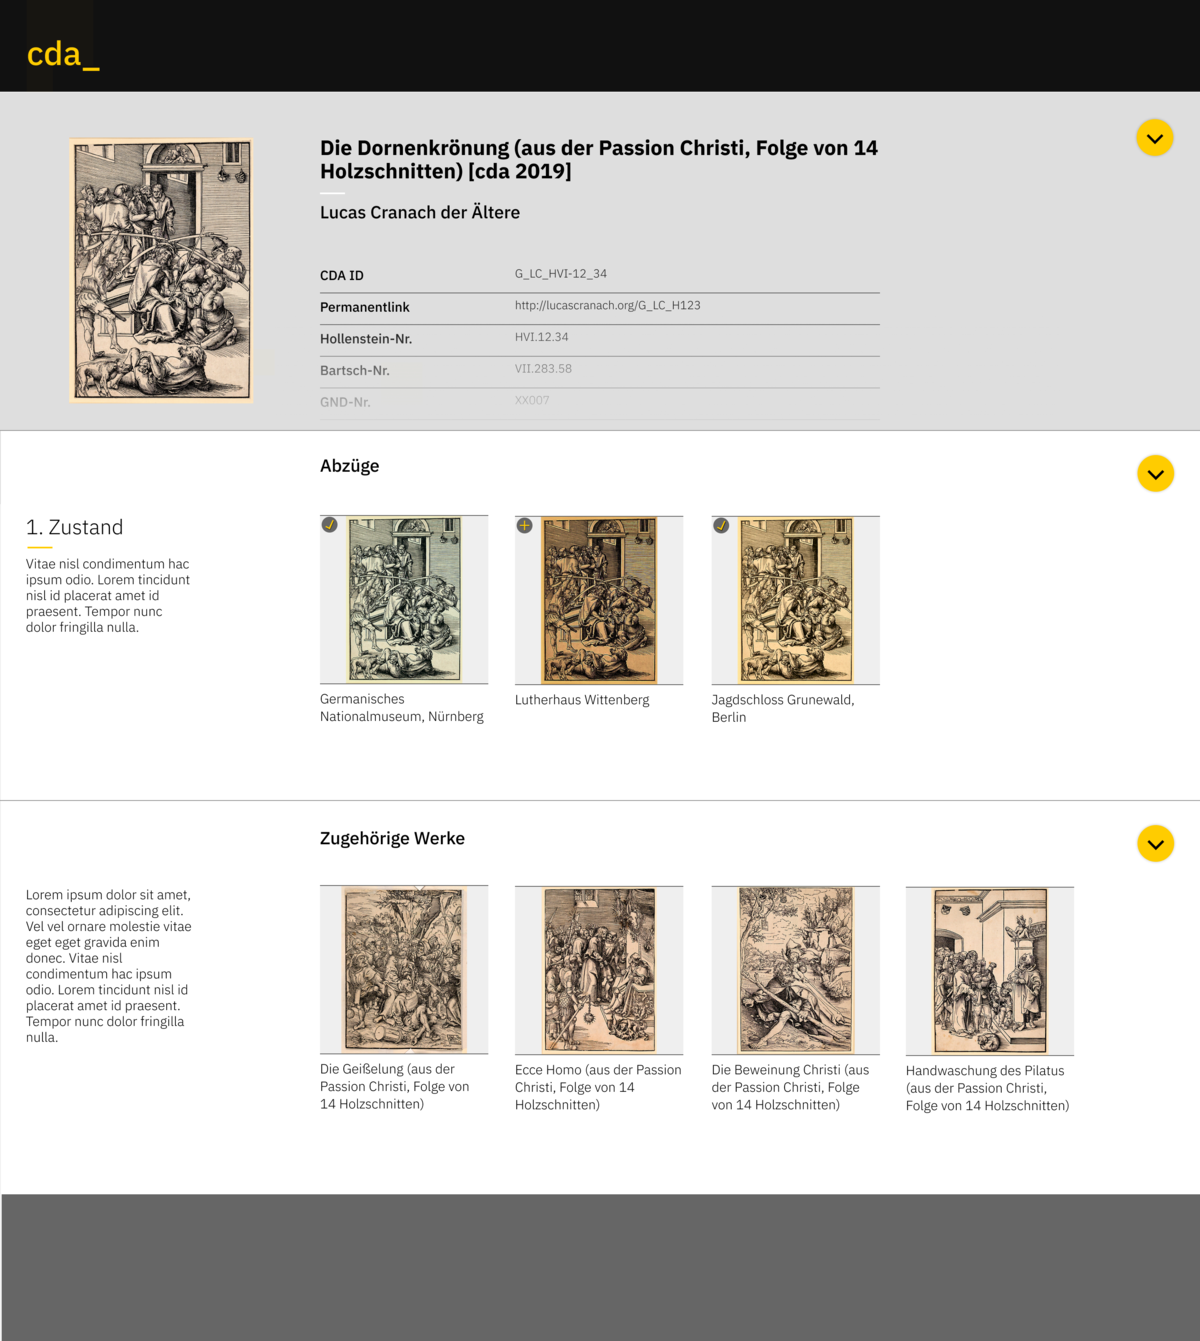 cda_
Die Dornenkrönung (aus der Passion Christi, Folge von 14
Holzschnitten) [cda 2019]
Lucas Cranach der Ältere
CDA ID G_LC_HVI-12_34
Permanentlink http://lucascranach.org/G_LC_H123
Hollenstein-Nr. HVI.12.34
Bartsch-Nr. VII.283.58
GND-Nr. XX007
Abzüge
1. Zustand
Vitae nisl condimentum hac
ipsum odio. Lorem tincidunt
nisl id placerat amet id
praesent. Tempor nunc
dolor fringilla nulla.
Germanisches
Nationalmuseum, Nürnberg
Lutherhaus Wittenberg
Jagdschloss Grunewald,
Berlin
Zugehörige Werke
Lorem ipsum dolor sit amet,
consectetur adipiscing elit.
Vel vel ornare molestie vitae
eget eget gravida enim
donec. Vitae nisl
condimentum hac ipsum
odio. Lorem tincidunt nisl id
placerat amet id praesent.
Tempor nunc dolor fringilla
nulla.
Die Geißelung (aus der
Passion Christi, Folge von
14 Holzschnitten)
Ecce Homo (aus der Passion
Christi, Folge von 14
Holzschnitten)
Die Beweinung Christi (aus
der Passion Christi, Folge
von 14 Holzschnitten)
Handwaschung des Pilatus
(aus der Passion Christi,
Folge von 14 Holzschnitten)